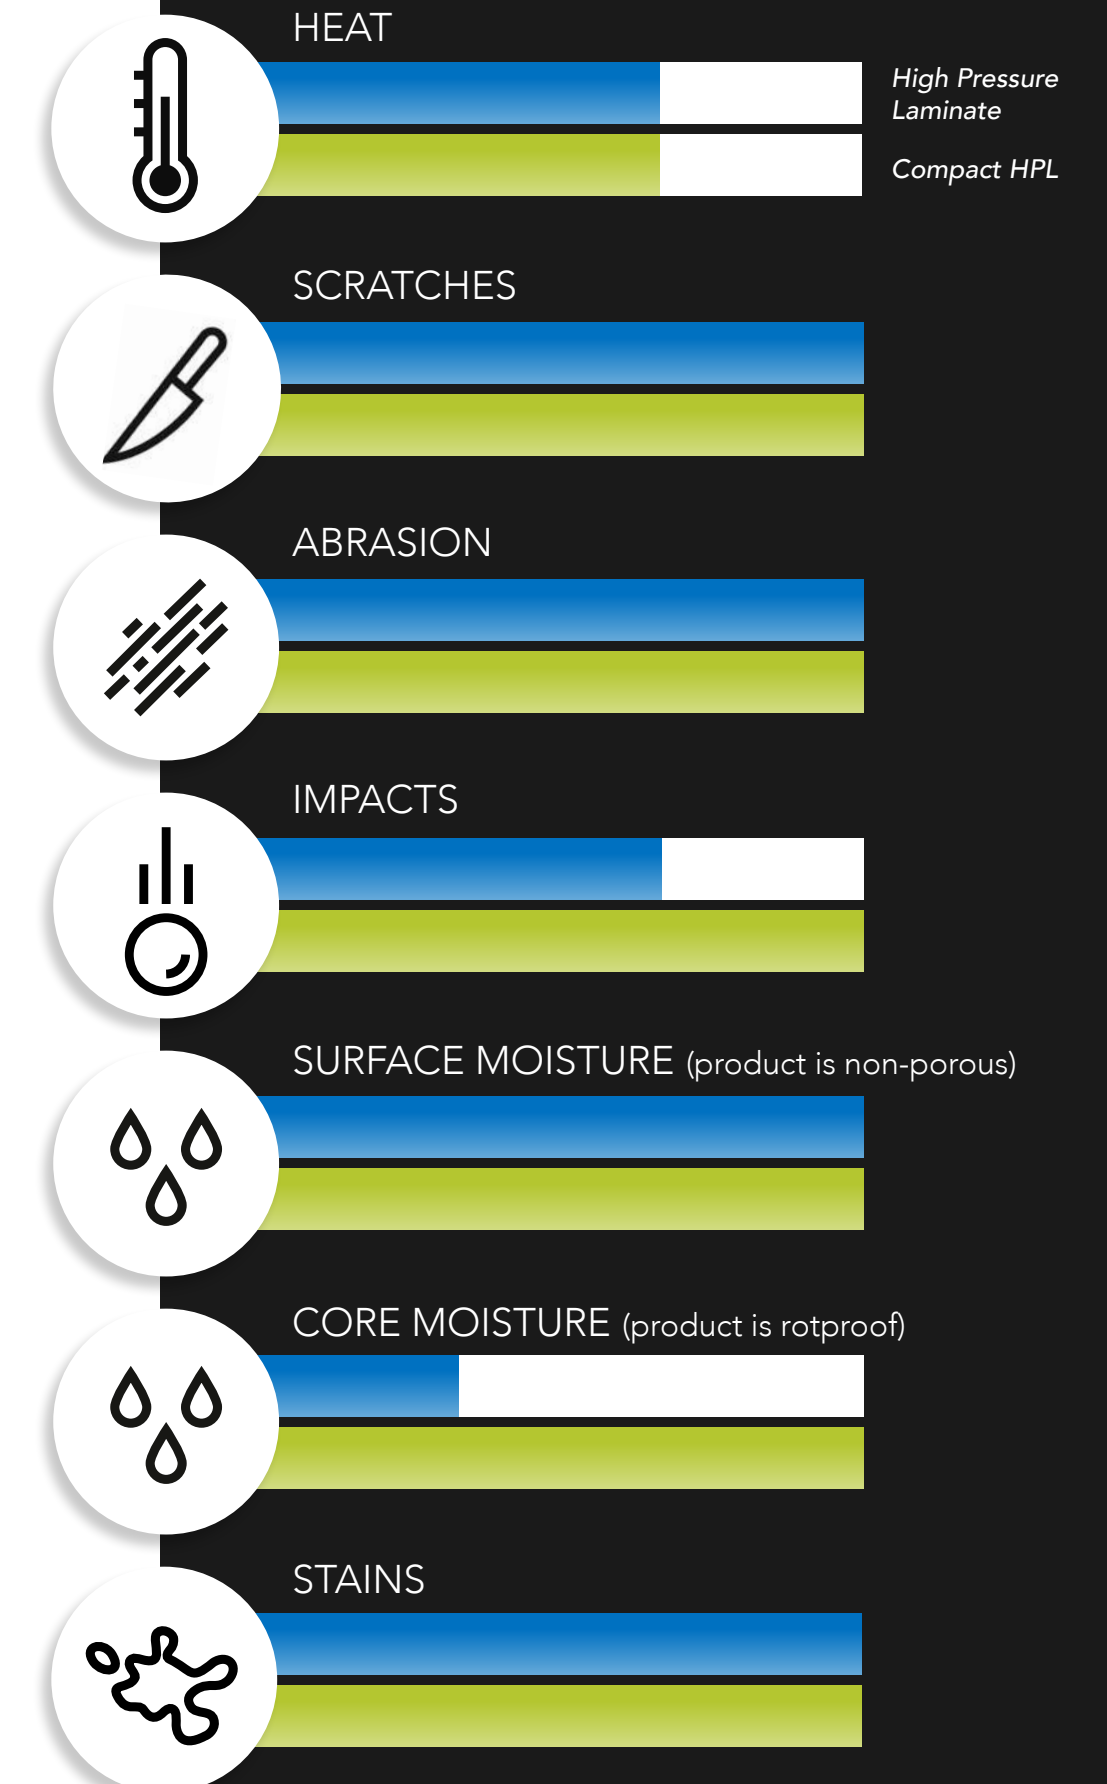 HEAT
High Pressure
Laminate
Compact HPL
SCRATCHES
ABRASION
IMPACTS
SURFACE MOISTURE (product is non-porous)
CORE MOISTURE (product is rotproof)
STAINS